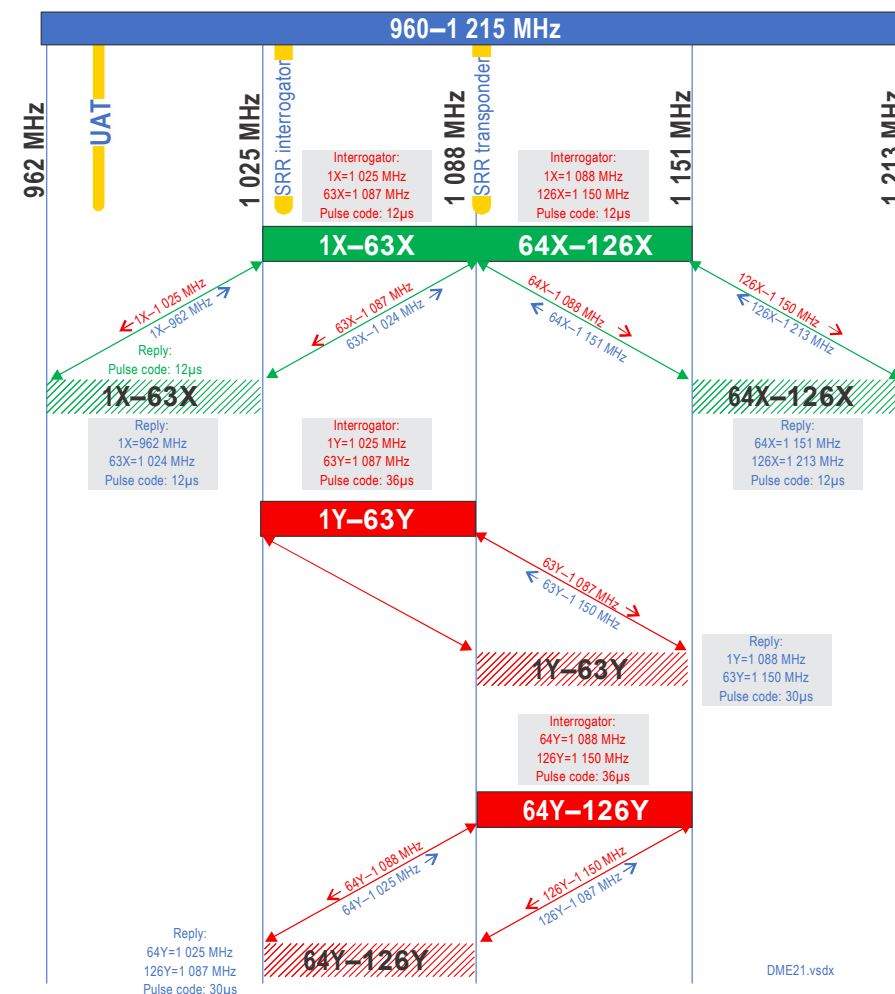 960–1 215 MHz
962 MHz
UAT
1 025 MHz
SRR interrogator
1 088 MHz
SRR transponder
1 151 MHz
1 213 MHz
Interrogator:
1X=1 025 MHz
63X=1 087 MHz
Pulse code: 12µs
Interrogator:
1X=1 088 MHz
126X=1 150 MHz
Pulse code: 12µs
1X–63X
64X–126X
1X–1 025 MHz
1X–962 MHz
63X–1 087 MHz
63X–1 024 MHz
64X–1 088 MHz
64X–1 151 MHz
126X–1 150 MHz
126X–1 213 MHz
Reply:
Pulse code: 12µs
1X–63X
64X–126X
Reply:
1X=962 MHz
63X=1 024 MHz
Pulse code: 12µs
Interrogator:
1Y=1 025 MHz
63Y=1 087 MHz
Pulse code: 36µs
Reply:
64X=1 151 MHz
126X=1 213 MHz
Pulse code: 12µs
1Y–63Y
63Y–1 087 MHz
63Y–1 150 MHz
1Y–63Y
Reply:
1Y=1 088 MHz
63Y=1 150 MHz
Pulse code: 30µs
Interrogator:
64Y=1 088 MHz
126Y=1 150 MHz
Pulse code: 36µs
64Y–126Y
64Y–1 088 MHz
64Y–1 025 MHz
126Y–1 150 MHz
126Y–1 087 MHz
Reply:
64Y=1 025 MHz
126Y=1 087 MHz
Pulse code: 30µs
64Y–126Y
DME21.vsdx